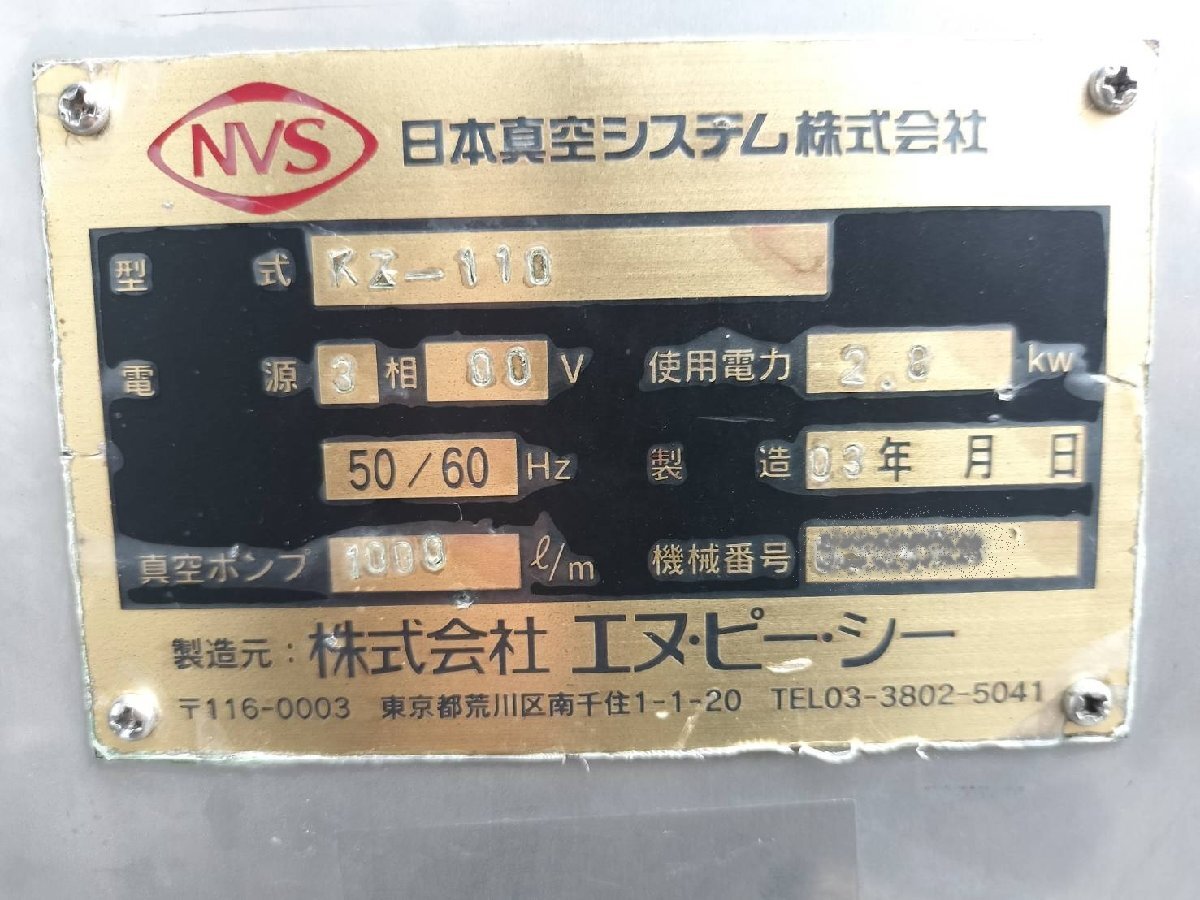 NVS 日本真空システム株式会社
型式 KZ-110
電源 3相 00V 使用電力 2.8 kw
50/60 Hz 製造 03年 月 日
真空ポンプ 1000 ℓ/m 機械番号
製造元:株式会社 エヌ・ピー・シー
〒116-0003 東京都荒川区南千住1-1-20 TEL03-3802-5041